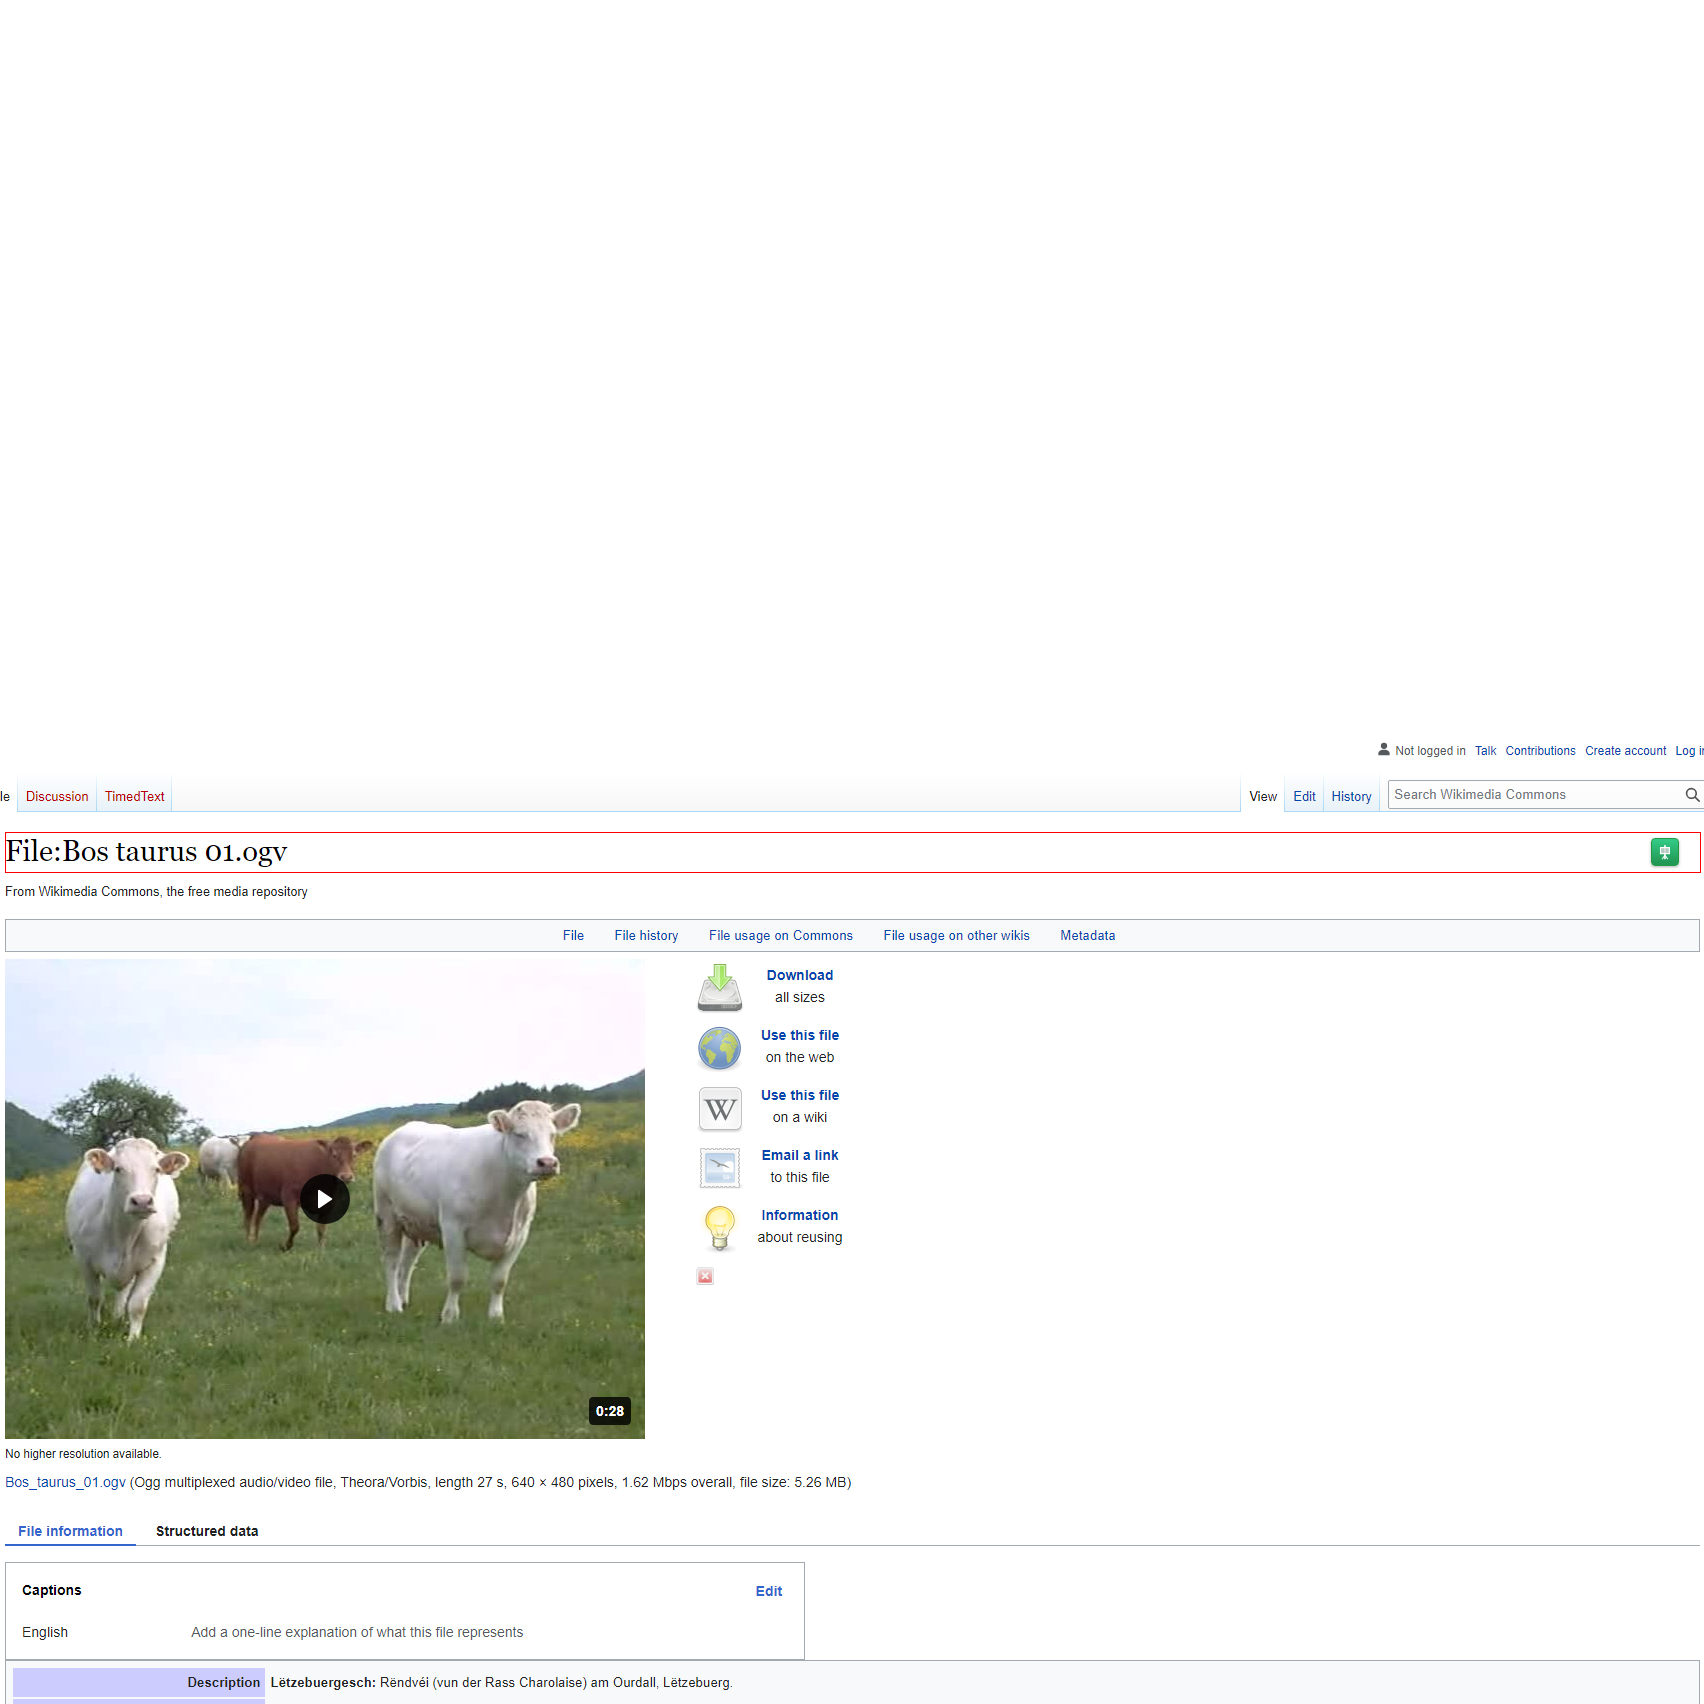 Not logged in Talk Contributions Create account Log i
le Discussion TimedText View Edit History Search Wikimedia Commons
File:Bos taurus 01.ogv
From Wikimedia Commons, the free media repository
File File history File usage on Commons File usage on other wikis Metadata
Download
all sizes
Use this file
on the web
W
Use this file
on a wiki
Email a link
to this file
Information
about reusing
0:28
No higher resolution available.
Bos_taurus_01.ogv (Ogg multiplexed audio/video file, Theora/Vorbis, length 27 s, 640 × 480 pixels, 1.62 Mbps overall, file size: 5.26 MB)
File information Structured data
Captions Edit
English Add a one-line explanation of what this file represents
Description Lëtzebuergesch: Rëndvéi (vun der Rass Charolaise) am Ourdall, Lëtzebuerg.